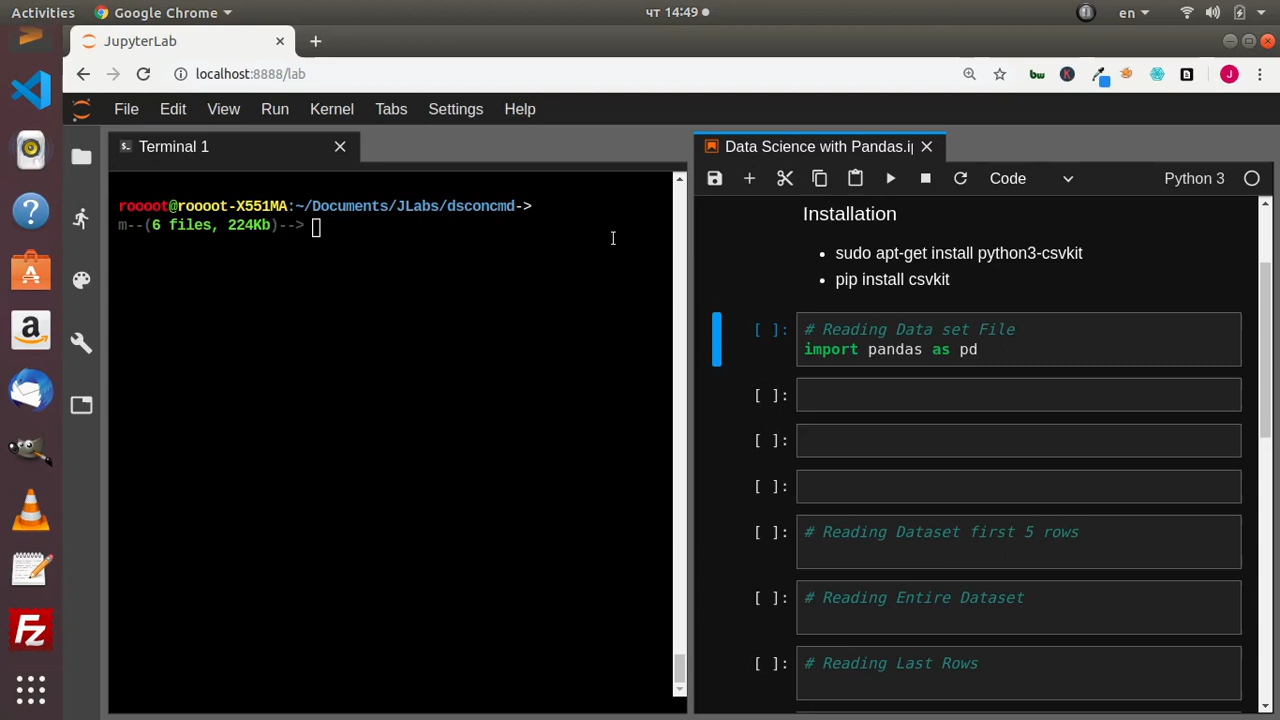 Activities
Google Chrome
чт 14:49
en
JupyterLab
localhost:8888/lab
bw
K
J
File Edit View Run Kernel Tabs Settings Help
Terminal 1
roooot@roooot-X551MA:~/Documents/JLabs/dsconcmd->
m--(6 files, 224Kb)-->
Data Science with Pandas.i
Code
Python 3
Installation
• sudo apt-get install python3-csvkit
• pip install csvkit
[ ]: # Reading Data set File
import pandas as pd
[ ]:
[ ]:
[ ]:
[ ]: # Reading Dataset first 5 rows
[ ]: # Reading Entire Dataset
[ ]: # Reading Last Rows
a
Fz